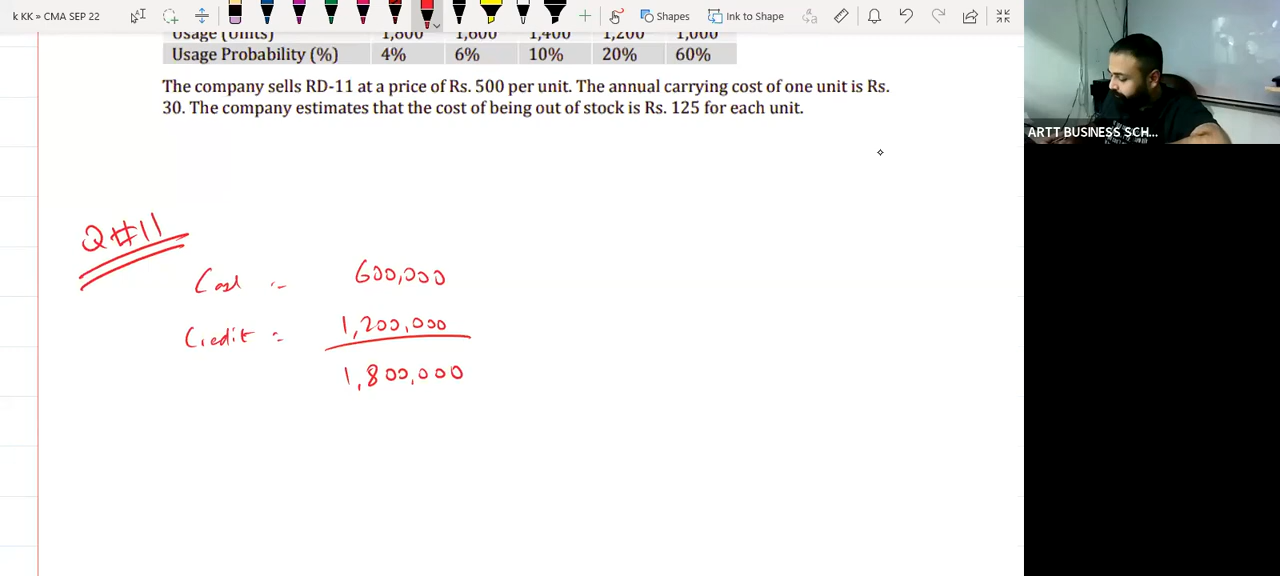 k KK » CMA SEP 22
Shapes
Ink to Shape
Usage (Units) 1,800 1,600 1,400 1,200 1,000
Usage Probability (%) 4% 6% 10% 20% 60%
The company sells RD-11 at a price of Rs. 500 per unit. The annual carrying cost of one unit is Rs.
30. The company estimates that the cost of being out of stock is Rs. 125 for each unit.
ARTT BUSINESS SCH...
Q#11
Cash = 600,000
Credit = 1,200,000
1,800,000